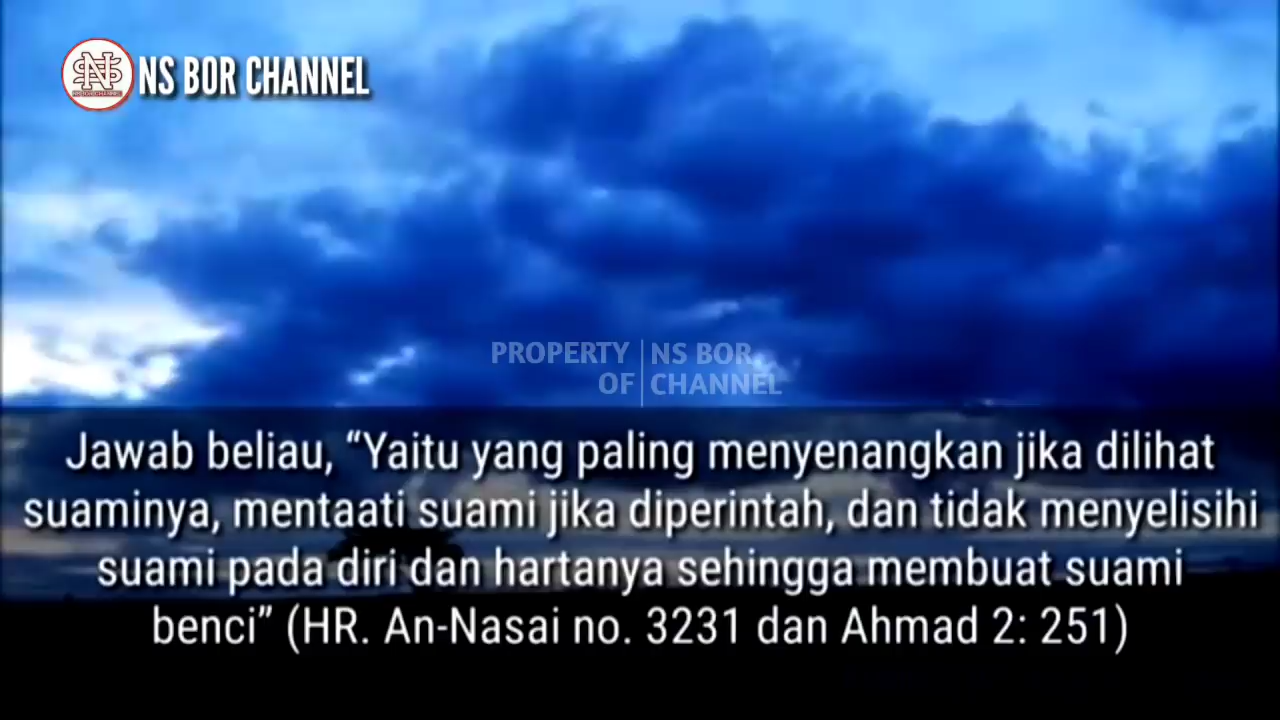 NS BOR CHANNEL
PROPERTY NS BOR
OF CHANNEL
Jawab beliau, “Yaitu yang paling menyenangkan jika dilihat
suaminya, mentaati suami jika diperintah, dan tidak menyelisihi
suami pada diri dan hartanya sehingga membuat suami
benci” (HR. An-Nasai no. 3231 dan Ahmad 2: 251)